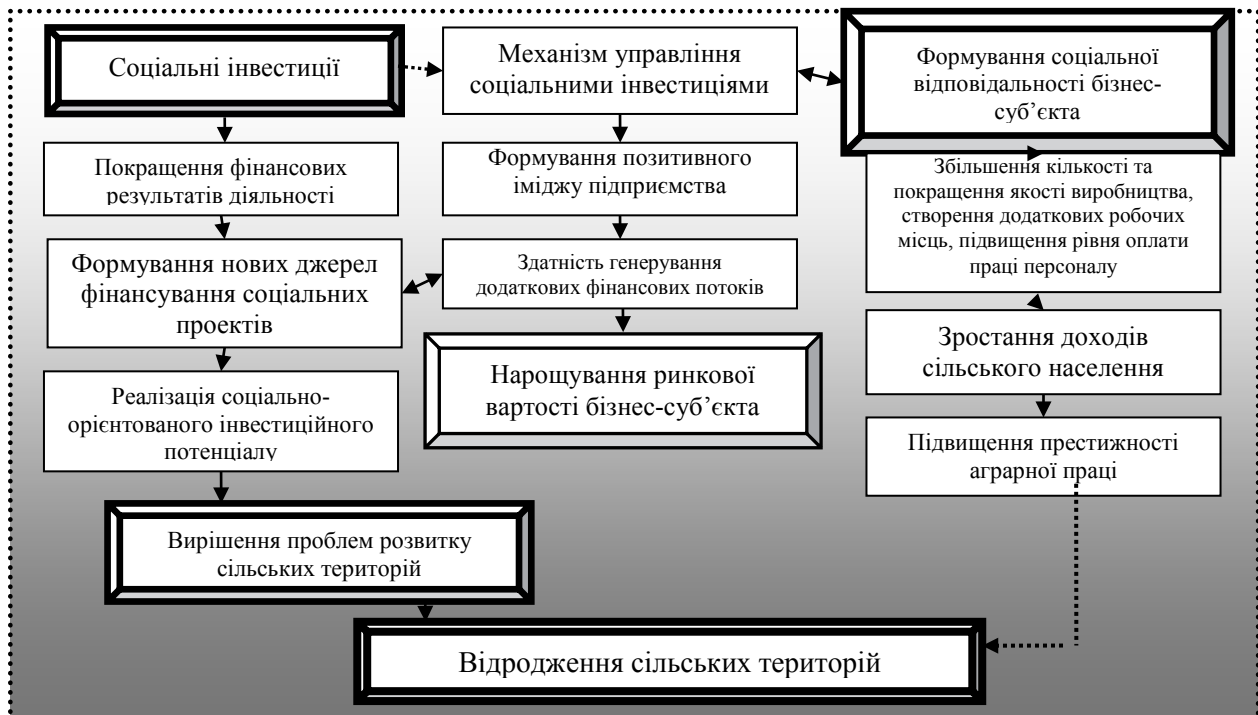 Соціальні інвестиції
Механізм управління
соціальними інвестиціями
Формування соціальної
відповідальності бізнес-
суб’єкта
Покращення фінансових
результатів діяльності
Формування позитивного
іміджу підприємства
Збільшення кількості та
покращення якості виробництва,
створення додаткових робочих
місць, підвищення рівня оплати
праці персоналу
Формування нових джерел
фінансування соціальних
проектів
Здатність генерування
додаткових фінансових потоків
Зростання доходів
сільського населення
Реалізація соціально-
орієнтованого інвестиційного
потенціалу
Нарощування ринкової
вартості бізнес-суб’єкта
Підвищення престижності
аграрної праці
Вирішення проблем розвитку
сільських територій
Відродження сільських територій